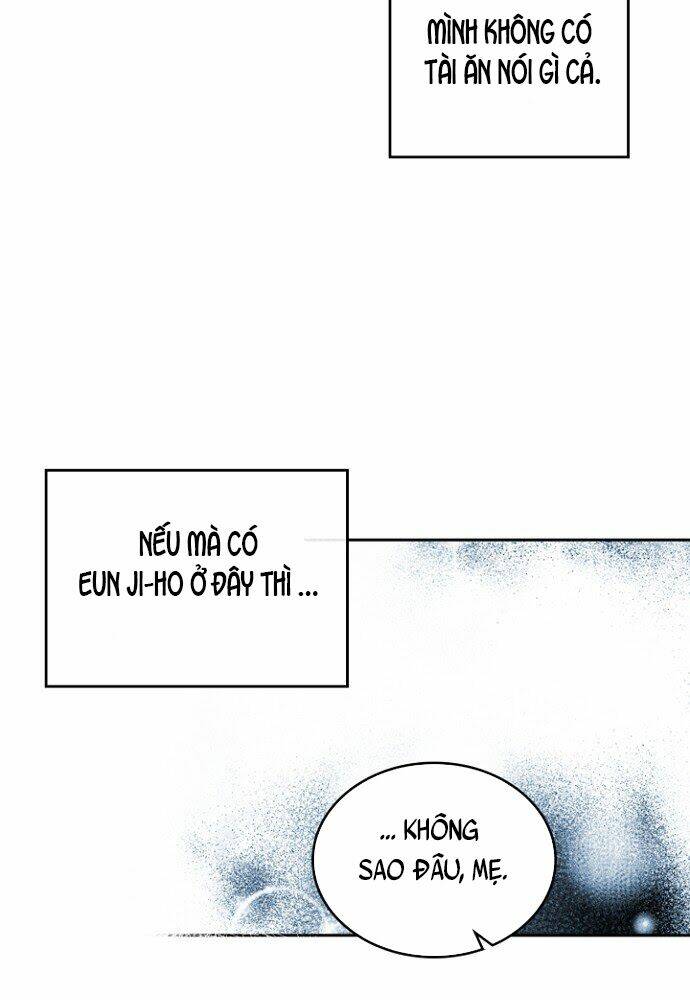 MÌNH KHÔNG CÓ
TÀI ĂN NÓI GÌ CẢ.
NẾU MÀ CÓ
EUN JI-HO Ở ĐÂY THÌ ...
... KHÔNG
SAO ĐÂU, MẸ.